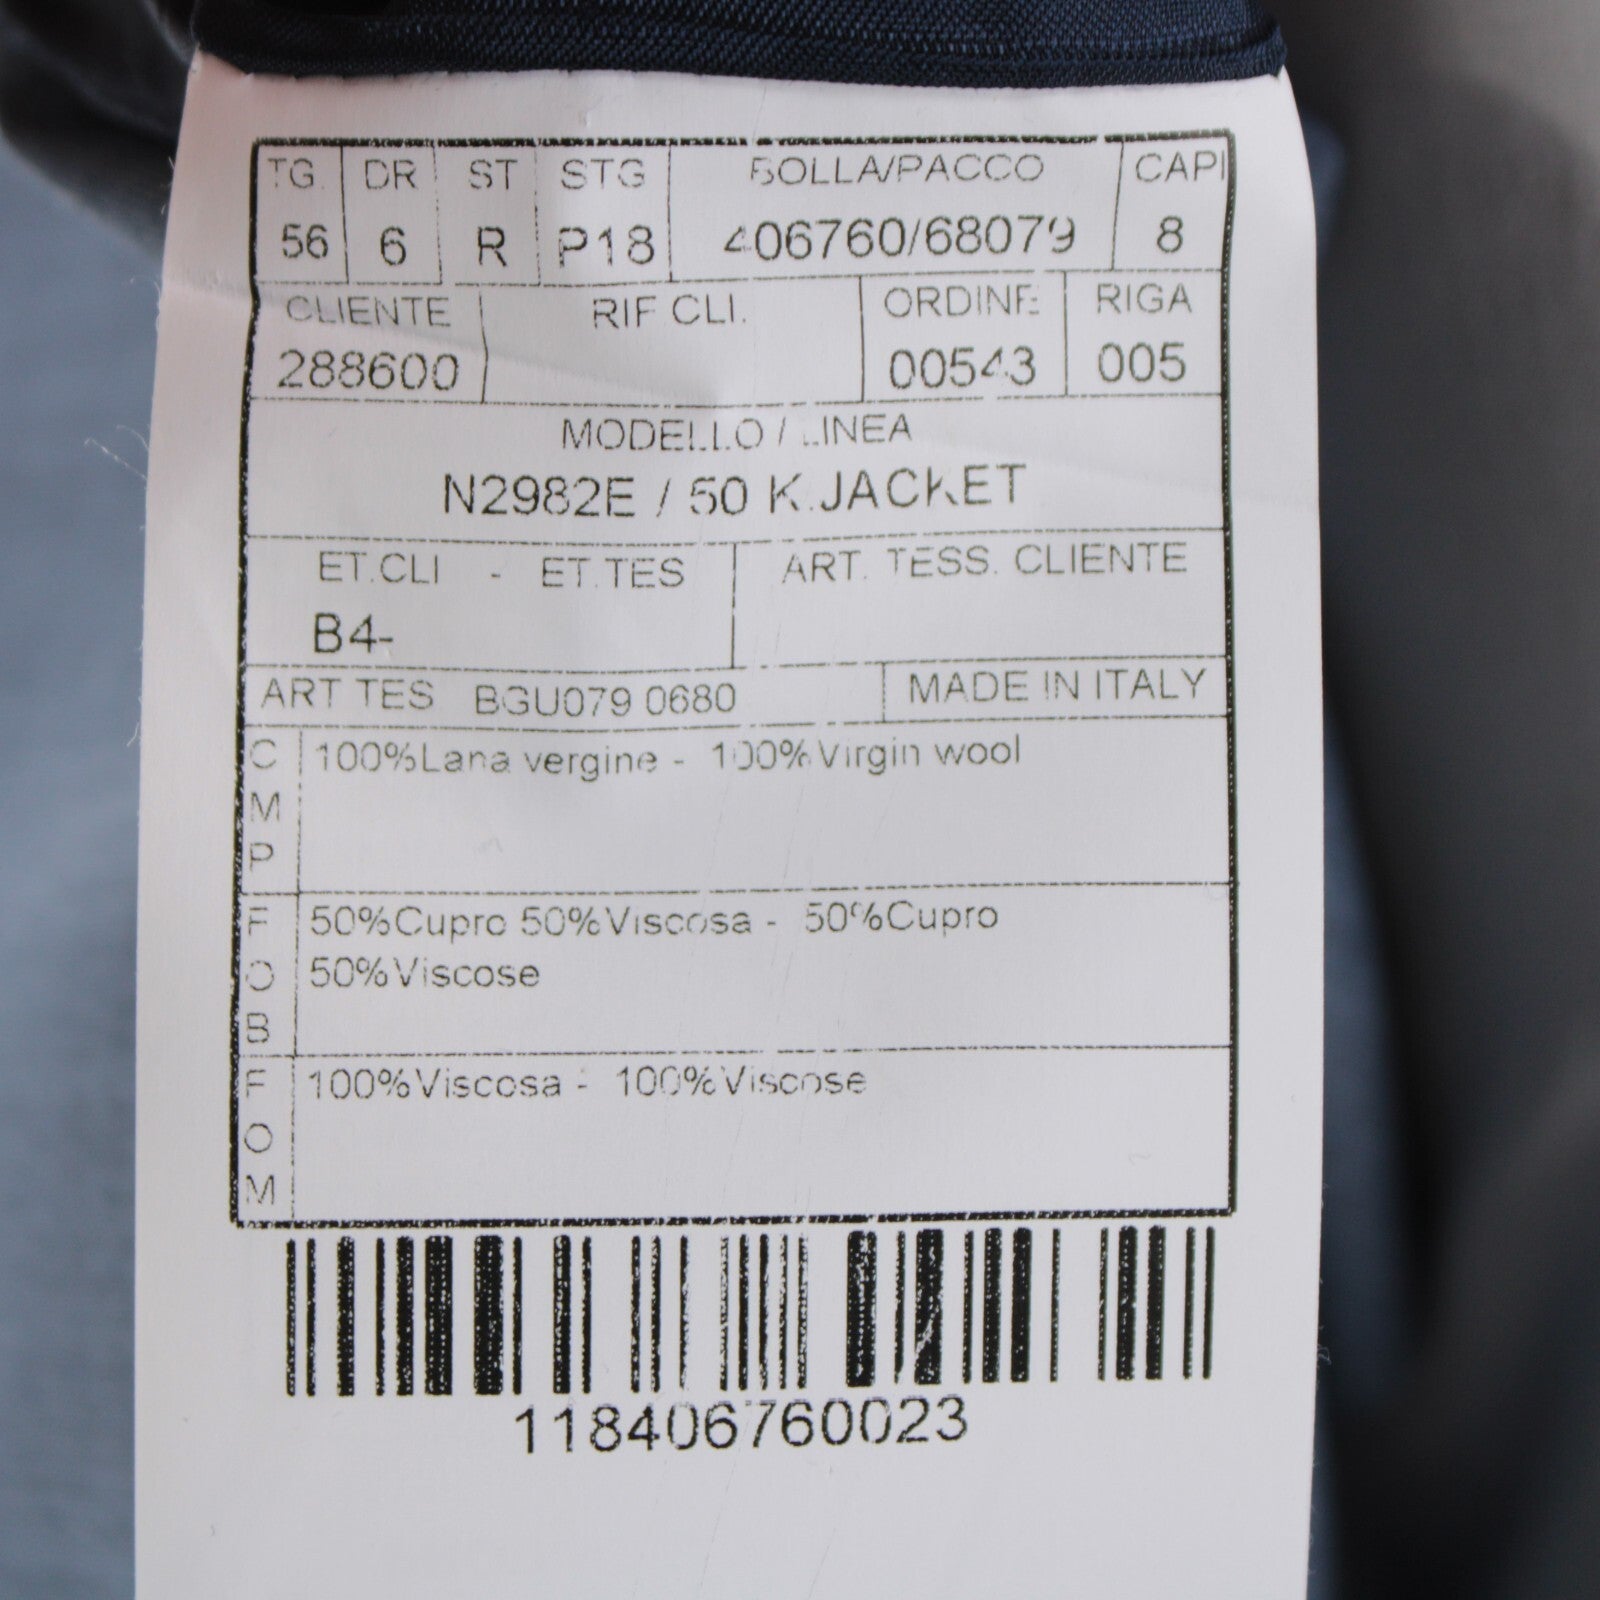 TG. DR ST STG BOLLA/PACCO CAPI
56 6 R P18 406760/68079 8
CLIENTE RIF CLI. ORDINE RIGA
288600 00543 005
MODELLO / LINEA
N2982E / 50 K.JACKET
ET.CLI - ET.TES ART. TESS. CLIENTE
B4-
ART TES BGU079 0680 MADE IN ITALY
CMP 100%Lana vergine - 100%Virgin wool
FOB 50%Cupro 50%Viscosa - 50%Cupro
50%Viscose
FOM 100%Viscosa - 100%Viscose
118406760023